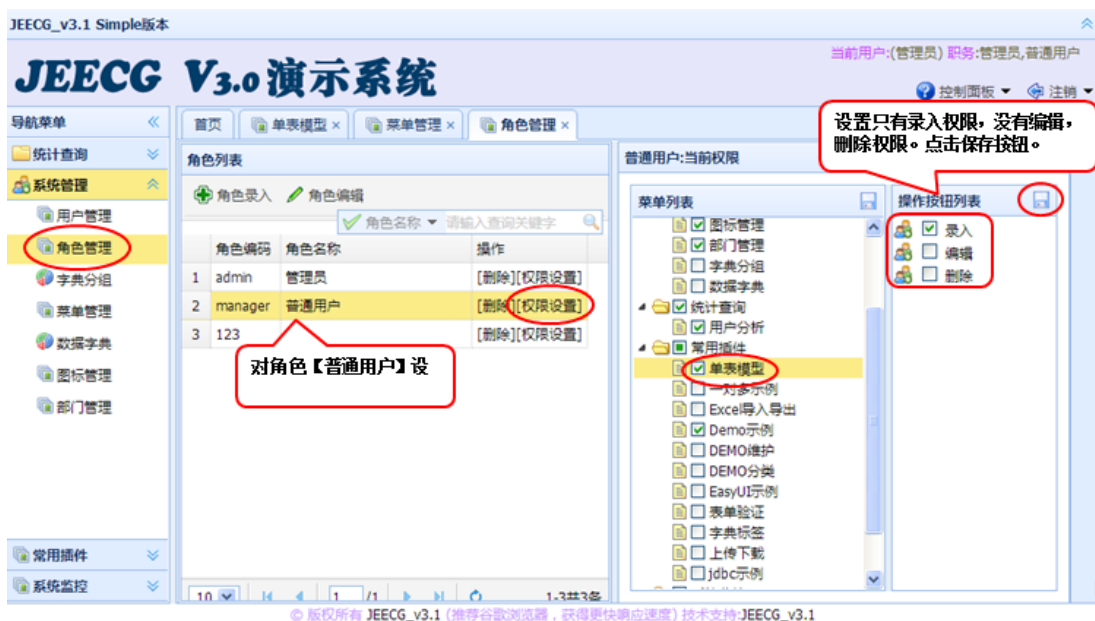 JEECG_v3.1 Simple版本
当前用户:(管理员) 职务:管理员,普通用户
JEECG V3.0演示系统
控制面板 注销
导航菜单
统计查询
系统管理
用户管理
角色管理
字典分组
菜单管理
数据字典
图标管理
部门管理
常用插件
系统监控
首页 单表模型 × 菜单管理 × 角色管理 ×
角色列表
角色录入 角色编辑
角色名称 请输入查询关键字
角色编码 角色名称 操作
1 admin 管理员 [删除][权限设置]
2 manager 普通用户 [删除][权限设置]
3 123 [删除][权限设置]
对角色【普通用户】设
10 1 /1 1-3共3条
设置只有录入权限，没有编辑，
删除权限。点击保存按钮。
普通用户:当前权限
菜单列表
图标管理
部门管理
字典分组
数据字典
统计查询
用户分析
常用插件
单表模型
一对多示例
Excel导入导出
Demo示例
DEMO维护
DEMO分类
EasyUI示例
表单验证
字典标签
上传下载
jdbc示例
操作按钮列表
录入
编辑
删除
© 版权所有 JEECG_v3.1 (推荐谷歌浏览器，获得更快响应速度) 技术支持:JEECG_v3.1